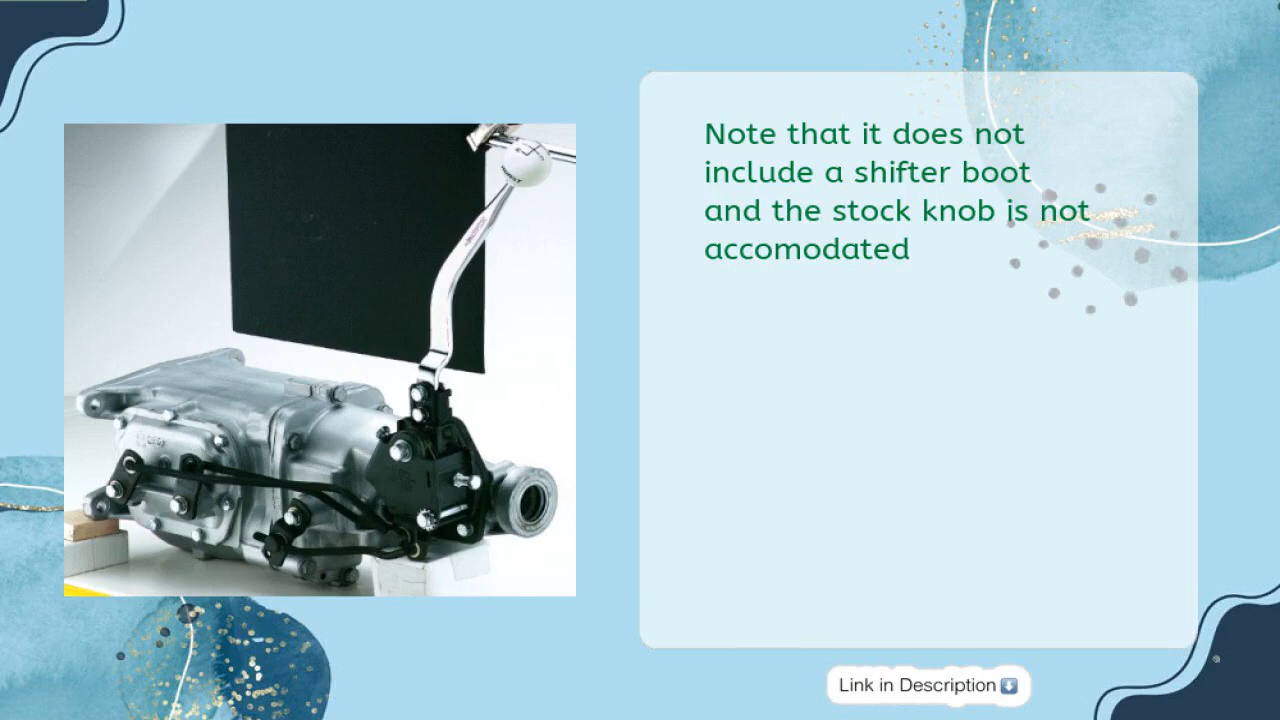 Note that it does not
include a shifter boot
and the stock knob is not
accomodated
Link in Description